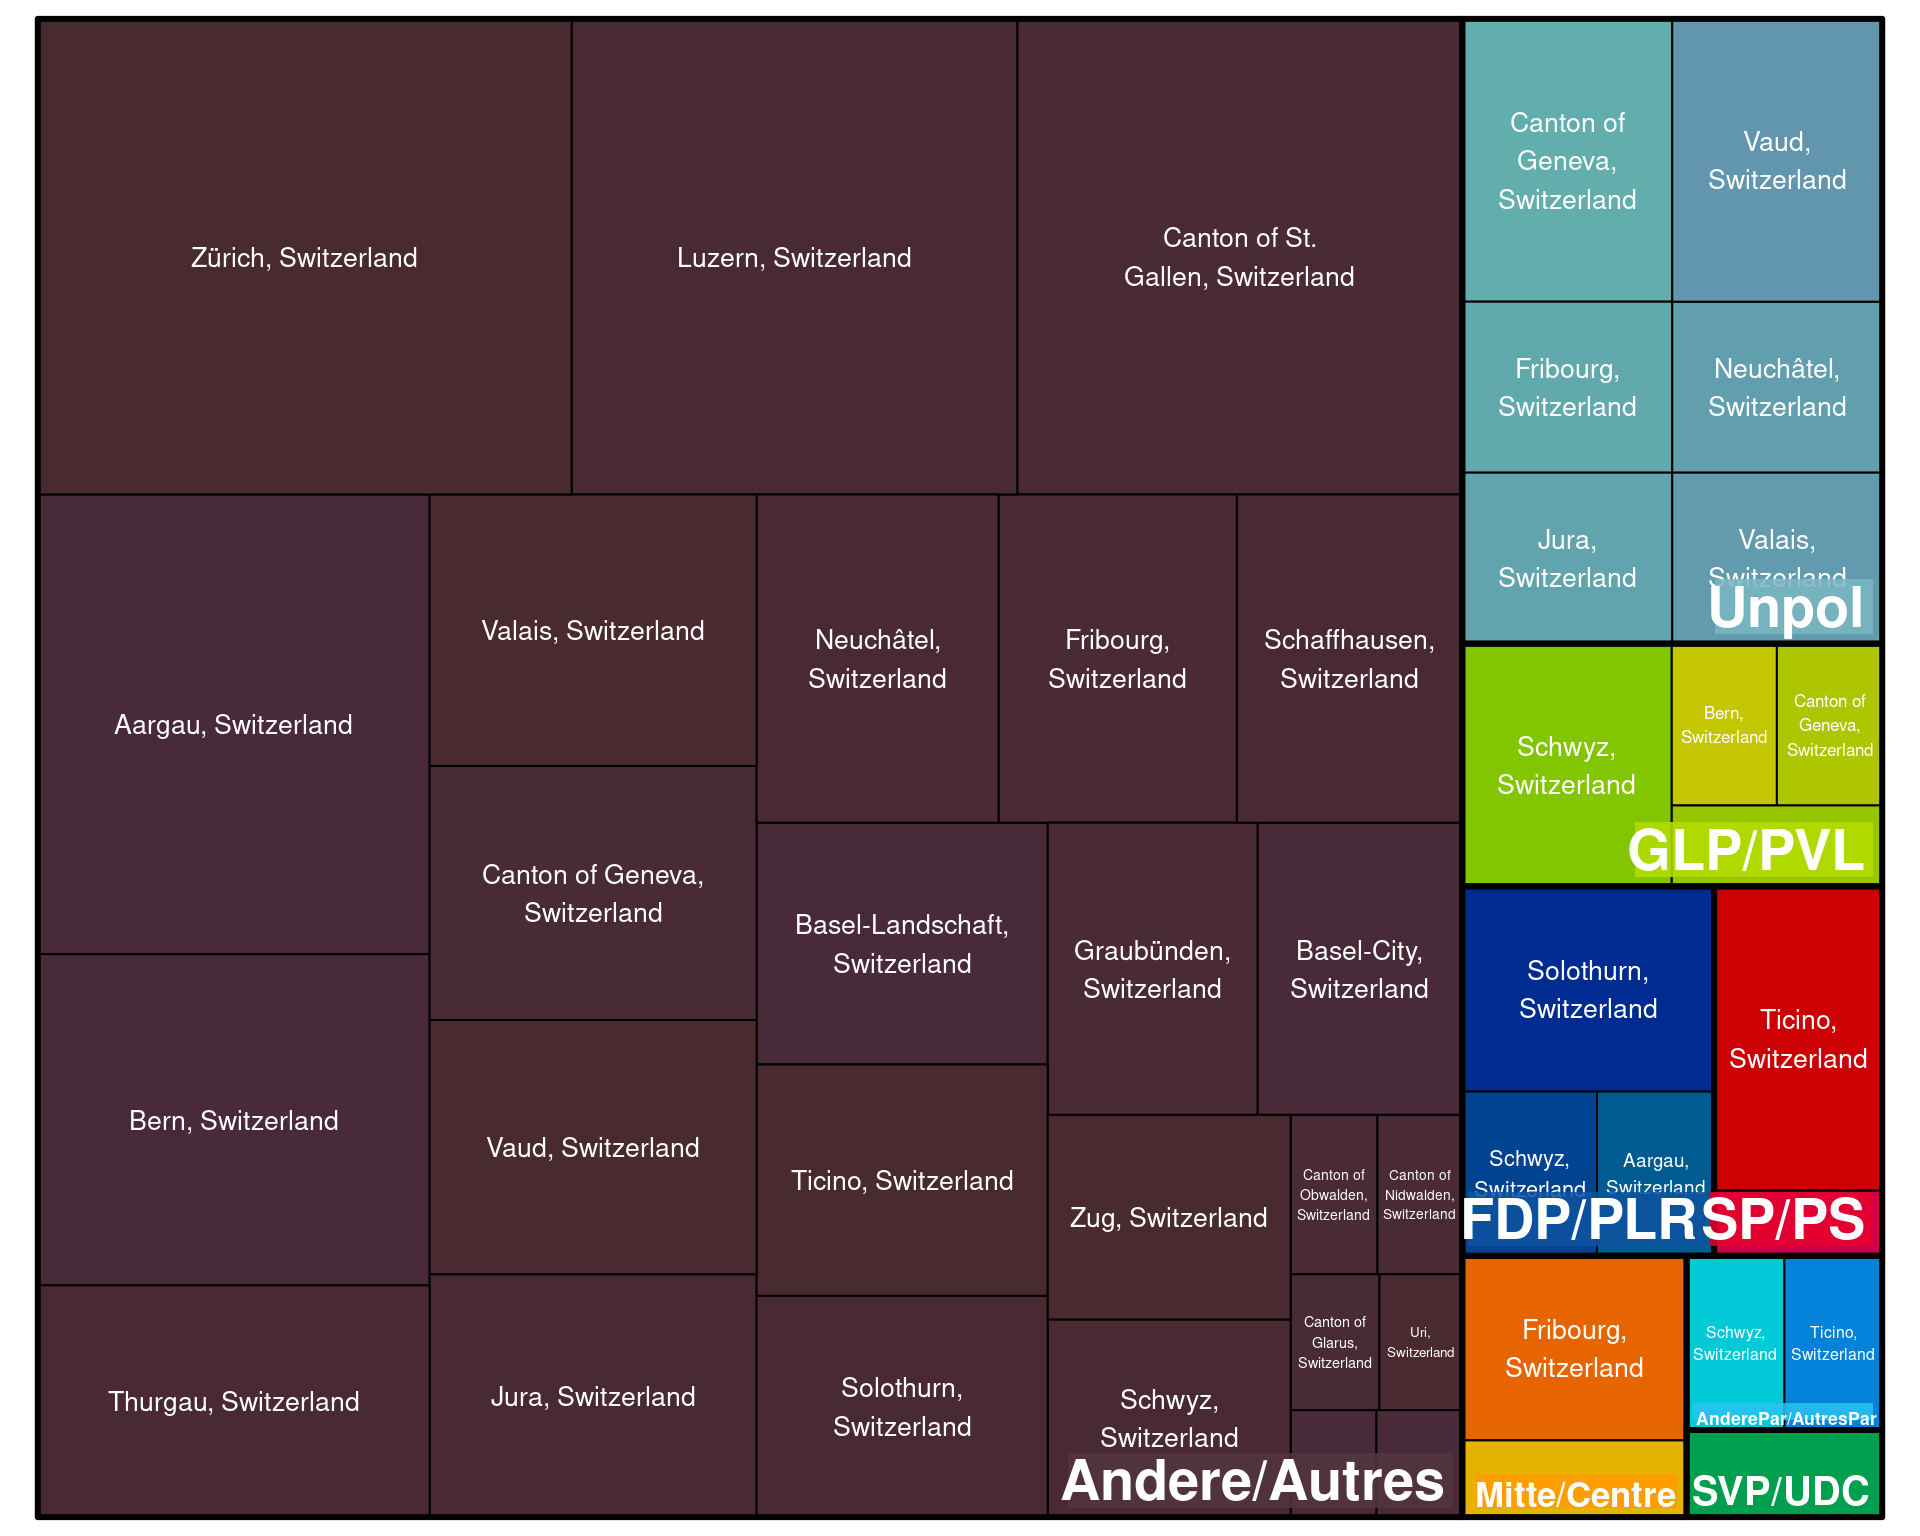 Zürich, Switzerland
Luzern, Switzerland
Canton of St.
Gallen, Switzerland
Aargau, Switzerland
Bern, Switzerland
Thurgau, Switzerland
Valais, Switzerland
Canton of Geneva,
Switzerland
Vaud, Switzerland
Jura, Switzerland
Neuchâtel,
Switzerland
Fribourg,
Switzerland
Schaffhausen,
Switzerland
Basel-Landschaft,
Switzerland
Ticino, Switzerland
Solothurn,
Switzerland
Graubünden,
Switzerland
Basel-City,
Switzerland
Zug, Switzerland
Schwyz,
Switzerland
Canton of
Obwalden,
Switzerland
Canton of
Nidwalden,
Switzerland
Canton of
Glarus,
Switzerland
Uri,
Switzerland
Andere/Autres
Canton of
Geneva,
Switzerland
Vaud,
Switzerland
Fribourg,
Switzerland
Neuchâtel,
Switzerland
Jura,
Switzerland
Valais,
Switzerland
Unpol
Schwyz,
Switzerland
Bern,
Switzerland
Canton of
Geneva,
Switzerland
GLP/PVL
Solothurn,
Switzerland
Schwyz,
Switzerland
Aargau,
Switzerland
FDP/PLR
Ticino,
Switzerland
SP/PS
Fribourg,
Switzerland
Mitte/Centre
Schwyz,
Switzerland
Ticino,
Switzerland
AnderePar/AutresPar
SVP/UDC